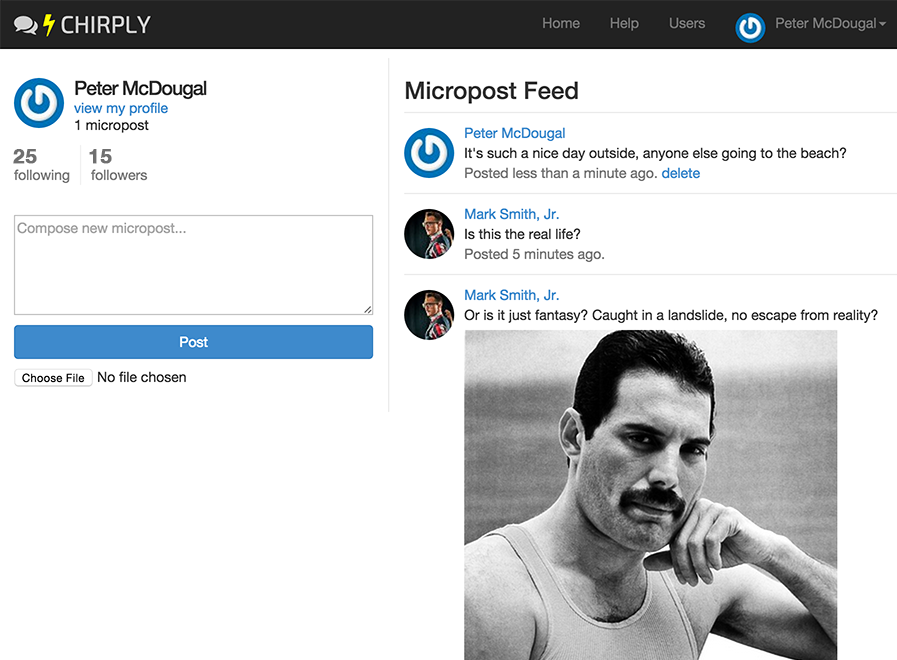 CHIRPLY
Home Help Users Peter McDougal
Peter McDougal
view my profile
1 micropost
25 15
following followers
Compose new micropost...
Post
Choose File No file chosen
Micropost Feed
Peter McDougal
It's such a nice day outside, anyone else going to the beach?
Posted less than a minute ago. delete
Mark Smith, Jr.
Is this the real life?
Posted 5 minutes ago.
Mark Smith, Jr.
Or is it just fantasy? Caught in a landslide, no escape from reality?